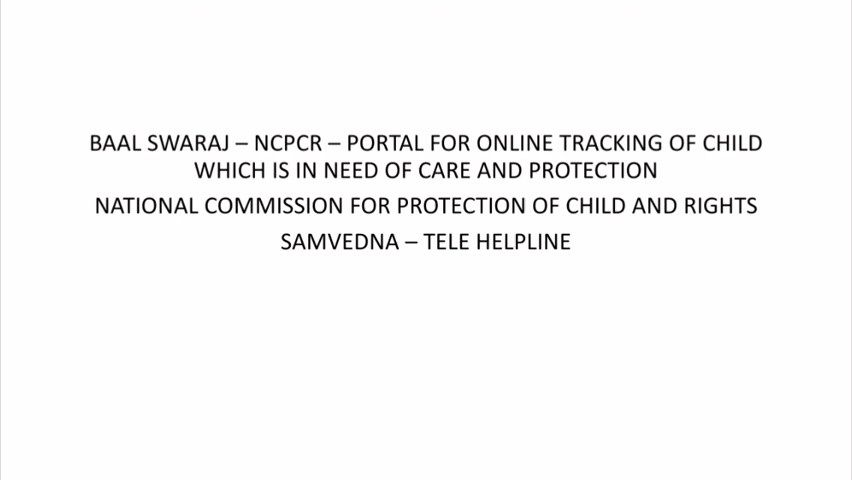 BAAL SWARAJ – NCPCR – PORTAL FOR ONLINE TRACKING OF CHILD
WHICH IS IN NEED OF CARE AND PROTECTION
NATIONAL COMMISSION FOR PROTECTION OF CHILD AND RIGHTS
SAMVEDNA – TELE HELPLINE